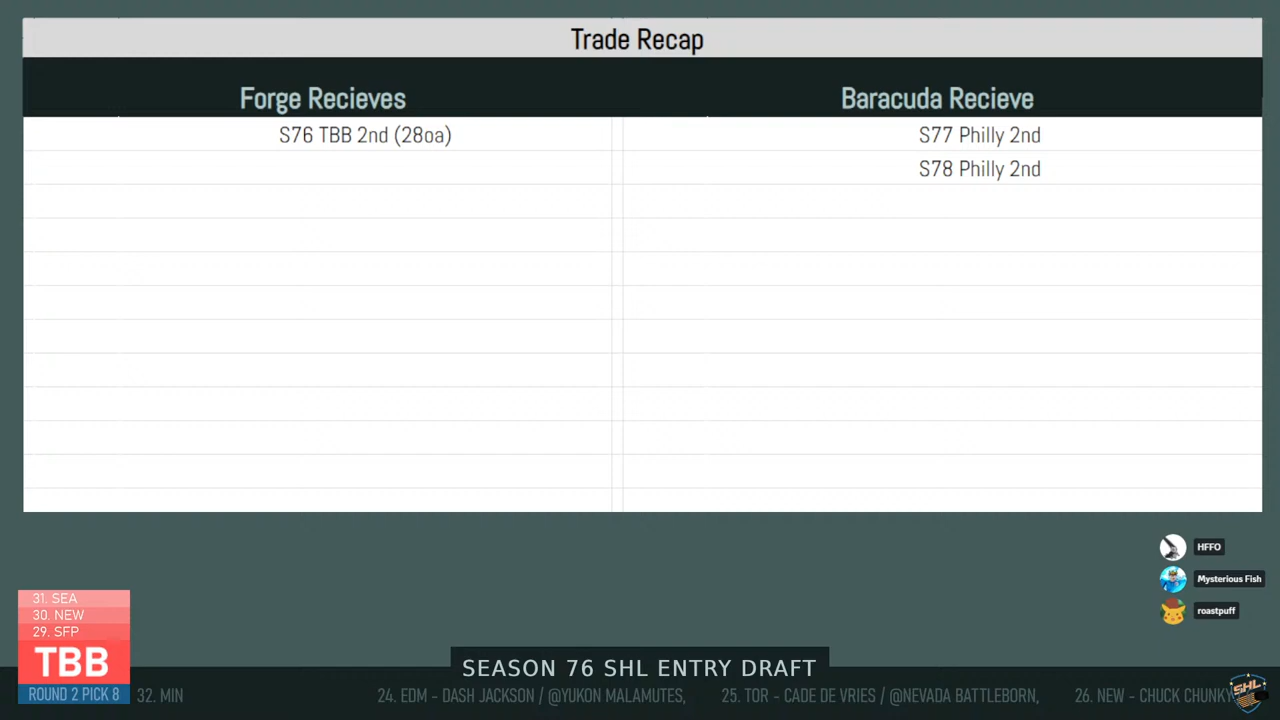 Trade Recap
Forge Recieves
Baracuda Recieve
S76 TBB 2nd (28oa)
S77 Philly 2nd
S78 Philly 2nd
HFFO
Mysterious Fish
roastpuff
31. SEA
30. NEW
29. SFP
TBB
ROUND 2 PICK 8
32. MIN
SEASON 76 SHL ENTRY DRAFT
24. EDM - DASH JACKSON / @YUKON MALAMUTES, 25. TOR - CADE DE VRIES / @NEVADA BATTLEBORN, 26. NEW - CHUCK CHUNKY
SHL